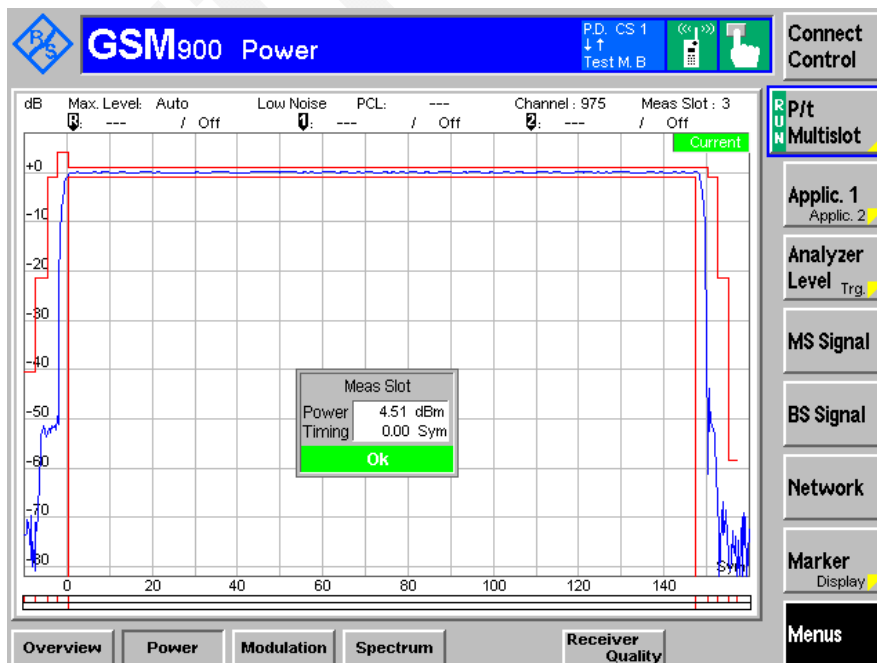 R/S
GSM900 Power
P.D. CS 1
↓↑
Test M. B
Connect Control
dB Max. Level: Auto Low Noise PCL: --- Channel : 975 Meas Slot : 3
R: --- / Off 1: --- / Off 2: --- / Off
Current
+0
-10
-20
-30
-40
-50
-60
-70
-80
Meas Slot
Power 4.51 dBm
Timing 0.00 Sym
Ok
0 20 40 60 80 100 120 140 Sym
RUN
P/t Multislot
Applic. 1
Applic. 2
Analyzer Level Trg.
MS Signal
BS Signal
Network
Marker
Display
Menus
Overview Power Modulation Spectrum Receiver Quality